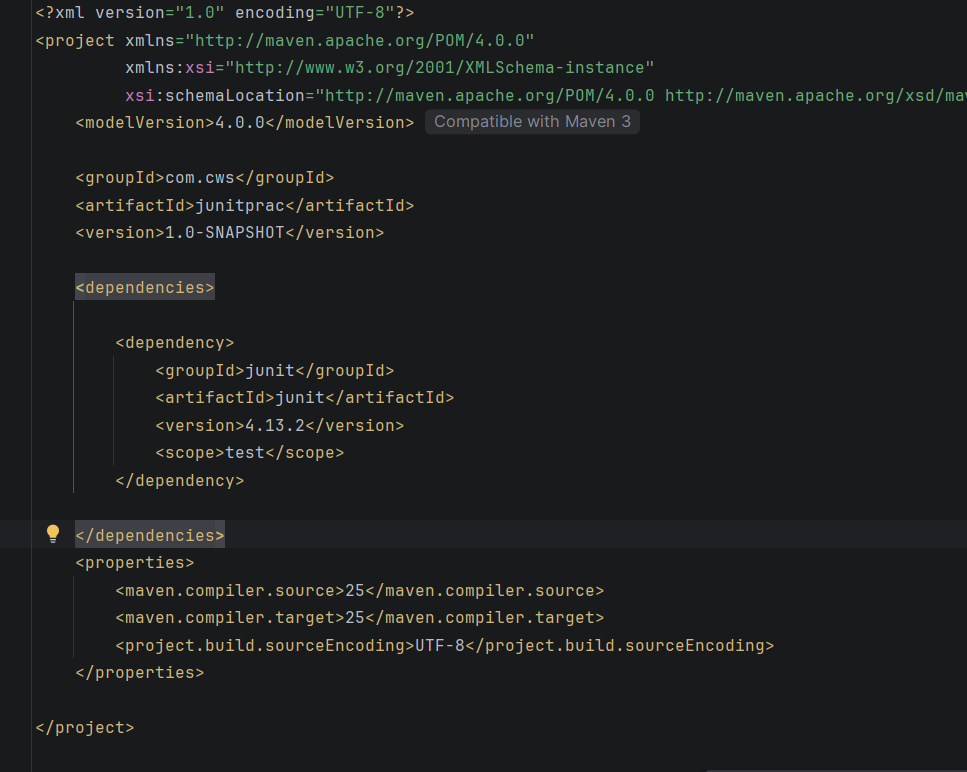 <?xml version="1.0" encoding="UTF-8"?>
<project xmlns="http://maven.apache.org/POM/4.0.0"
         xmlns:xsi="http://www.w3.org/2001/XMLSchema-instance"
         xsi:schemaLocation="http://maven.apache.org/POM/4.0.0 http://maven.apache.org/xsd/
    <modelVersion>4.0.0</modelVersion> Compatible with Maven 3
    <groupId>com.cws</groupId>
    <artifactId>junitprac</artifactId>
    <version>1.0-SNAPSHOT</version>
    <dependencies>
        <dependency>
            <groupId>junit</groupId>
            <artifactId>junit</artifactId>
            <version>4.13.2</version>
            <scope>test</scope>
        </dependency>
    </dependencies>
    <properties>
        <maven.compiler.source>25</maven.compiler.source>
        <maven.compiler.target>25</maven.compiler.target>
        <project.build.sourceEncoding>UTF-8</project.build.sourceEncoding>
    </properties>
</project>